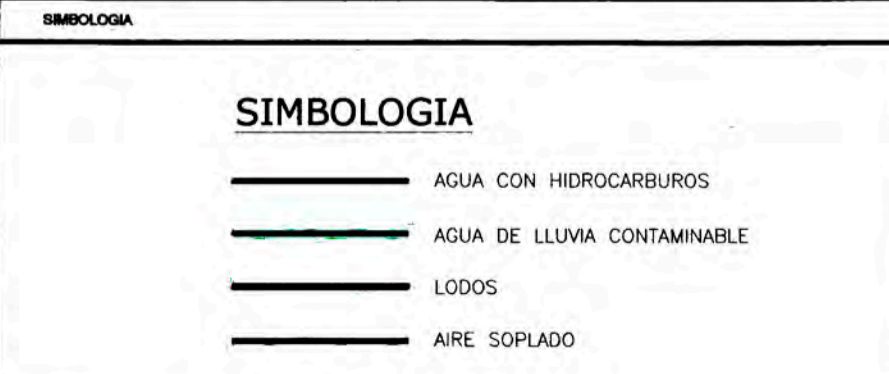 SIMBOLOGIA
SIMBOLOGIA
AGUA CON HIDROCARBUROS
AGUA DE LLUVIA CONTAMINABLE
LODOS
AIRE SOPLADO